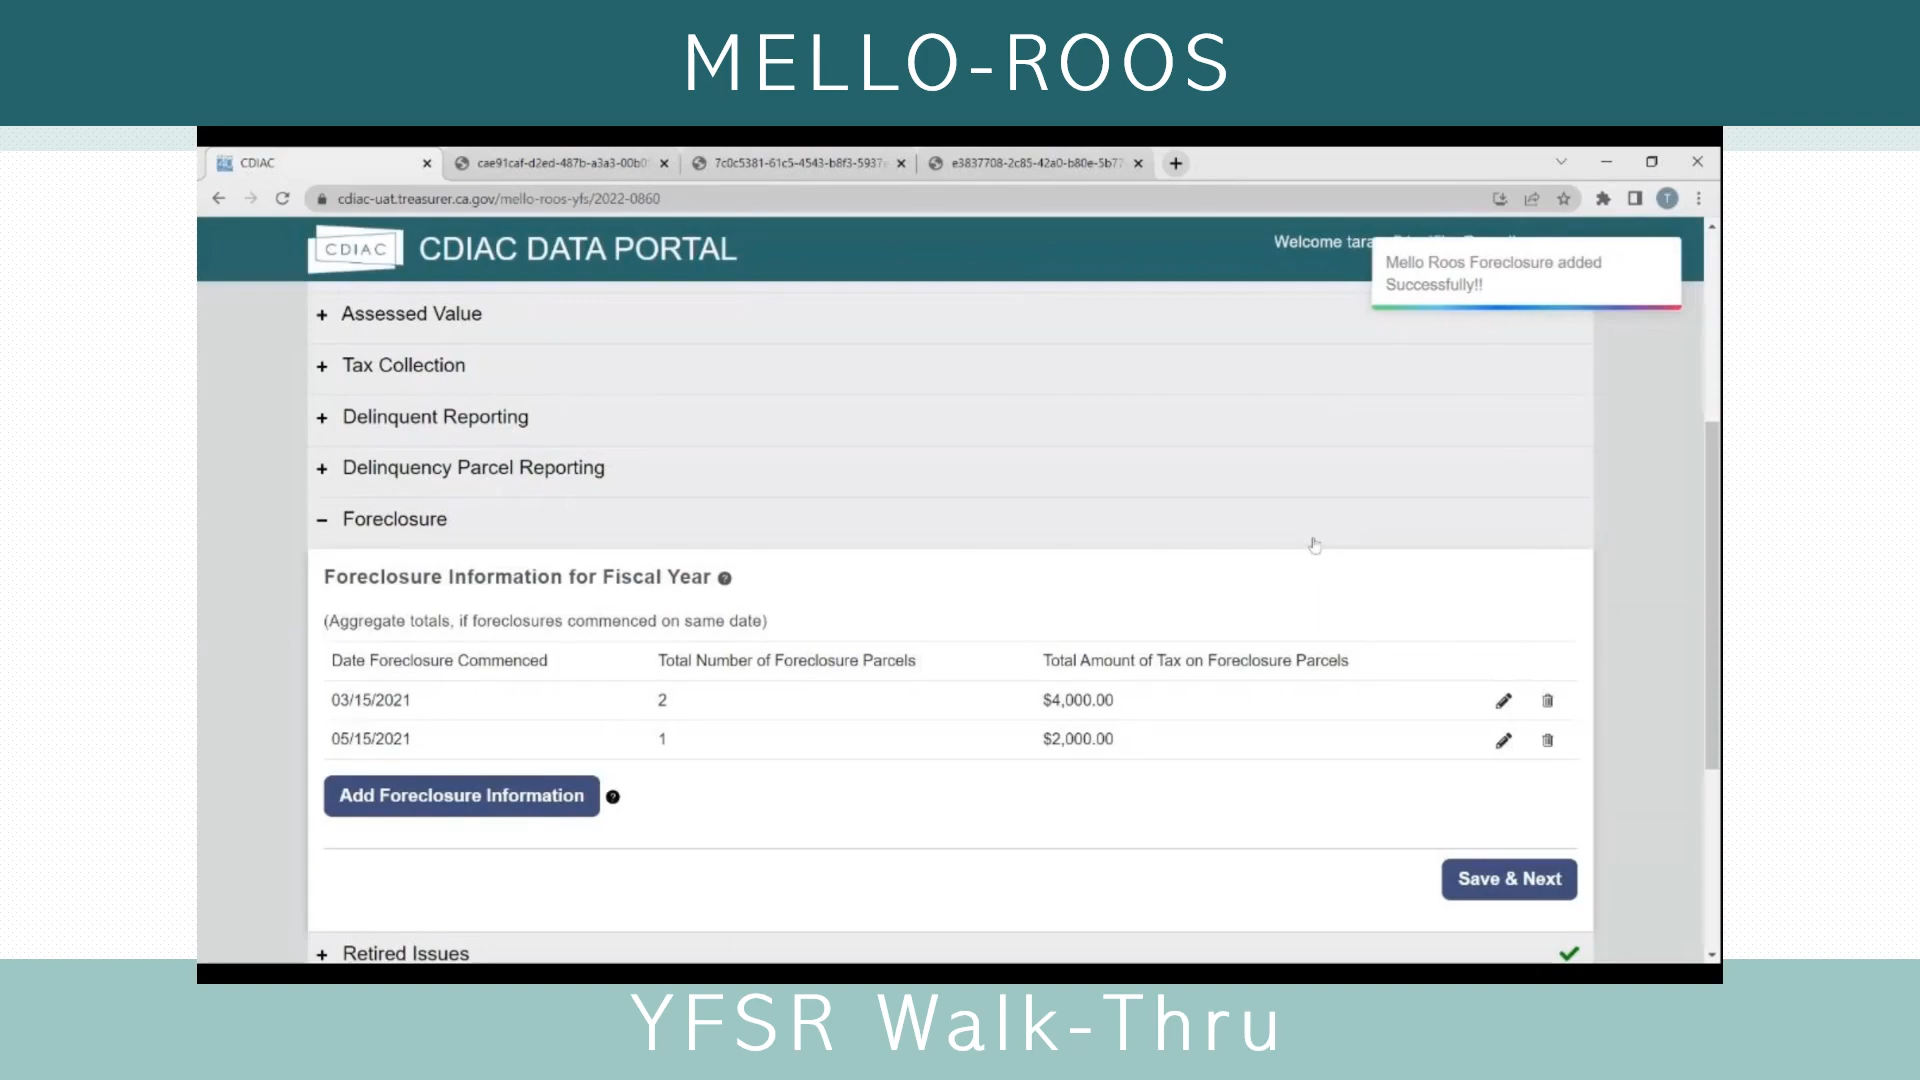 MELLO-ROOS
CDIAC
cae91caf-d2ed-487b-a3a3-00b0
7c0c5381-61c5-4543-b8f3-5937
e3837708-2c85-42a0-b80e-5b77
cdiac-uat.treasurer.ca.gov/mello-roos-yfs/2022-0860
T
CDIAC
CDIAC DATA PORTAL
Welcome tara
Mello Roos Foreclosure added
Successfully!!
+ Assessed Value
+ Tax Collection
+ Delinquent Reporting
+ Delinquency Parcel Reporting
– Foreclosure
Foreclosure Information for Fiscal Year ?
(Aggregate totals, if foreclosures commenced on same date)
Date Foreclosure Commenced Total Number of Foreclosure Parcels Total Amount of Tax on Foreclosure Parcels
03/15/2021 2 $4,000.00
05/15/2021 1 $2,000.00
Add Foreclosure Information ?
Save & Next
+ Retired Issues
YFSR Walk-Thru